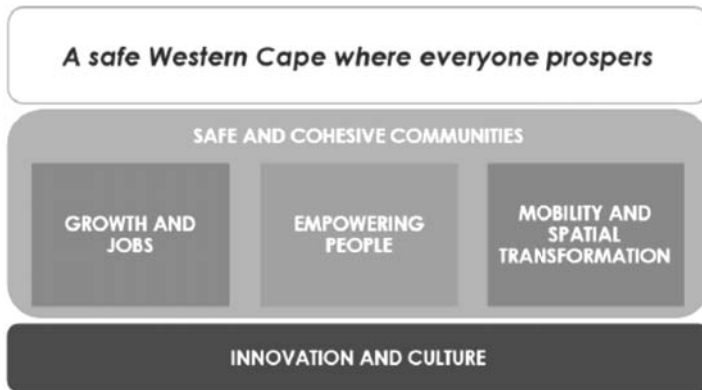 A safe Western Cape where everyone prospers
SAFE AND COHESIVE COMMUNITIES
GROWTH AND
JOBS
EMPOWERING
PEOPLE
MOBILITY AND
SPATIAL
TRANSFORMATION
INNOVATION AND CULTURE